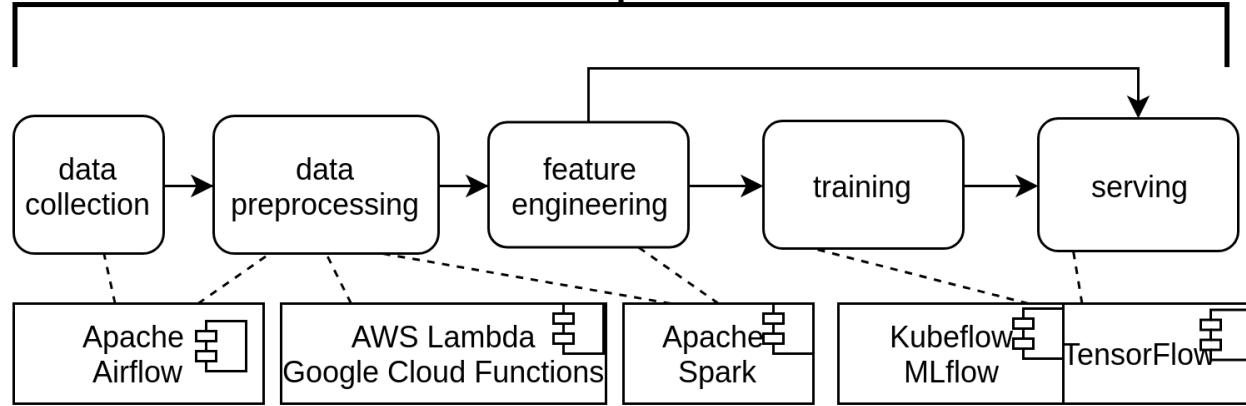 data
collection
data
preprocessing
feature
engineering
training
serving
Apache
Airflow
AWS Lambda
Google Cloud Functions
Apache
Spark
Kubeflow
MLflow
TensorFlow